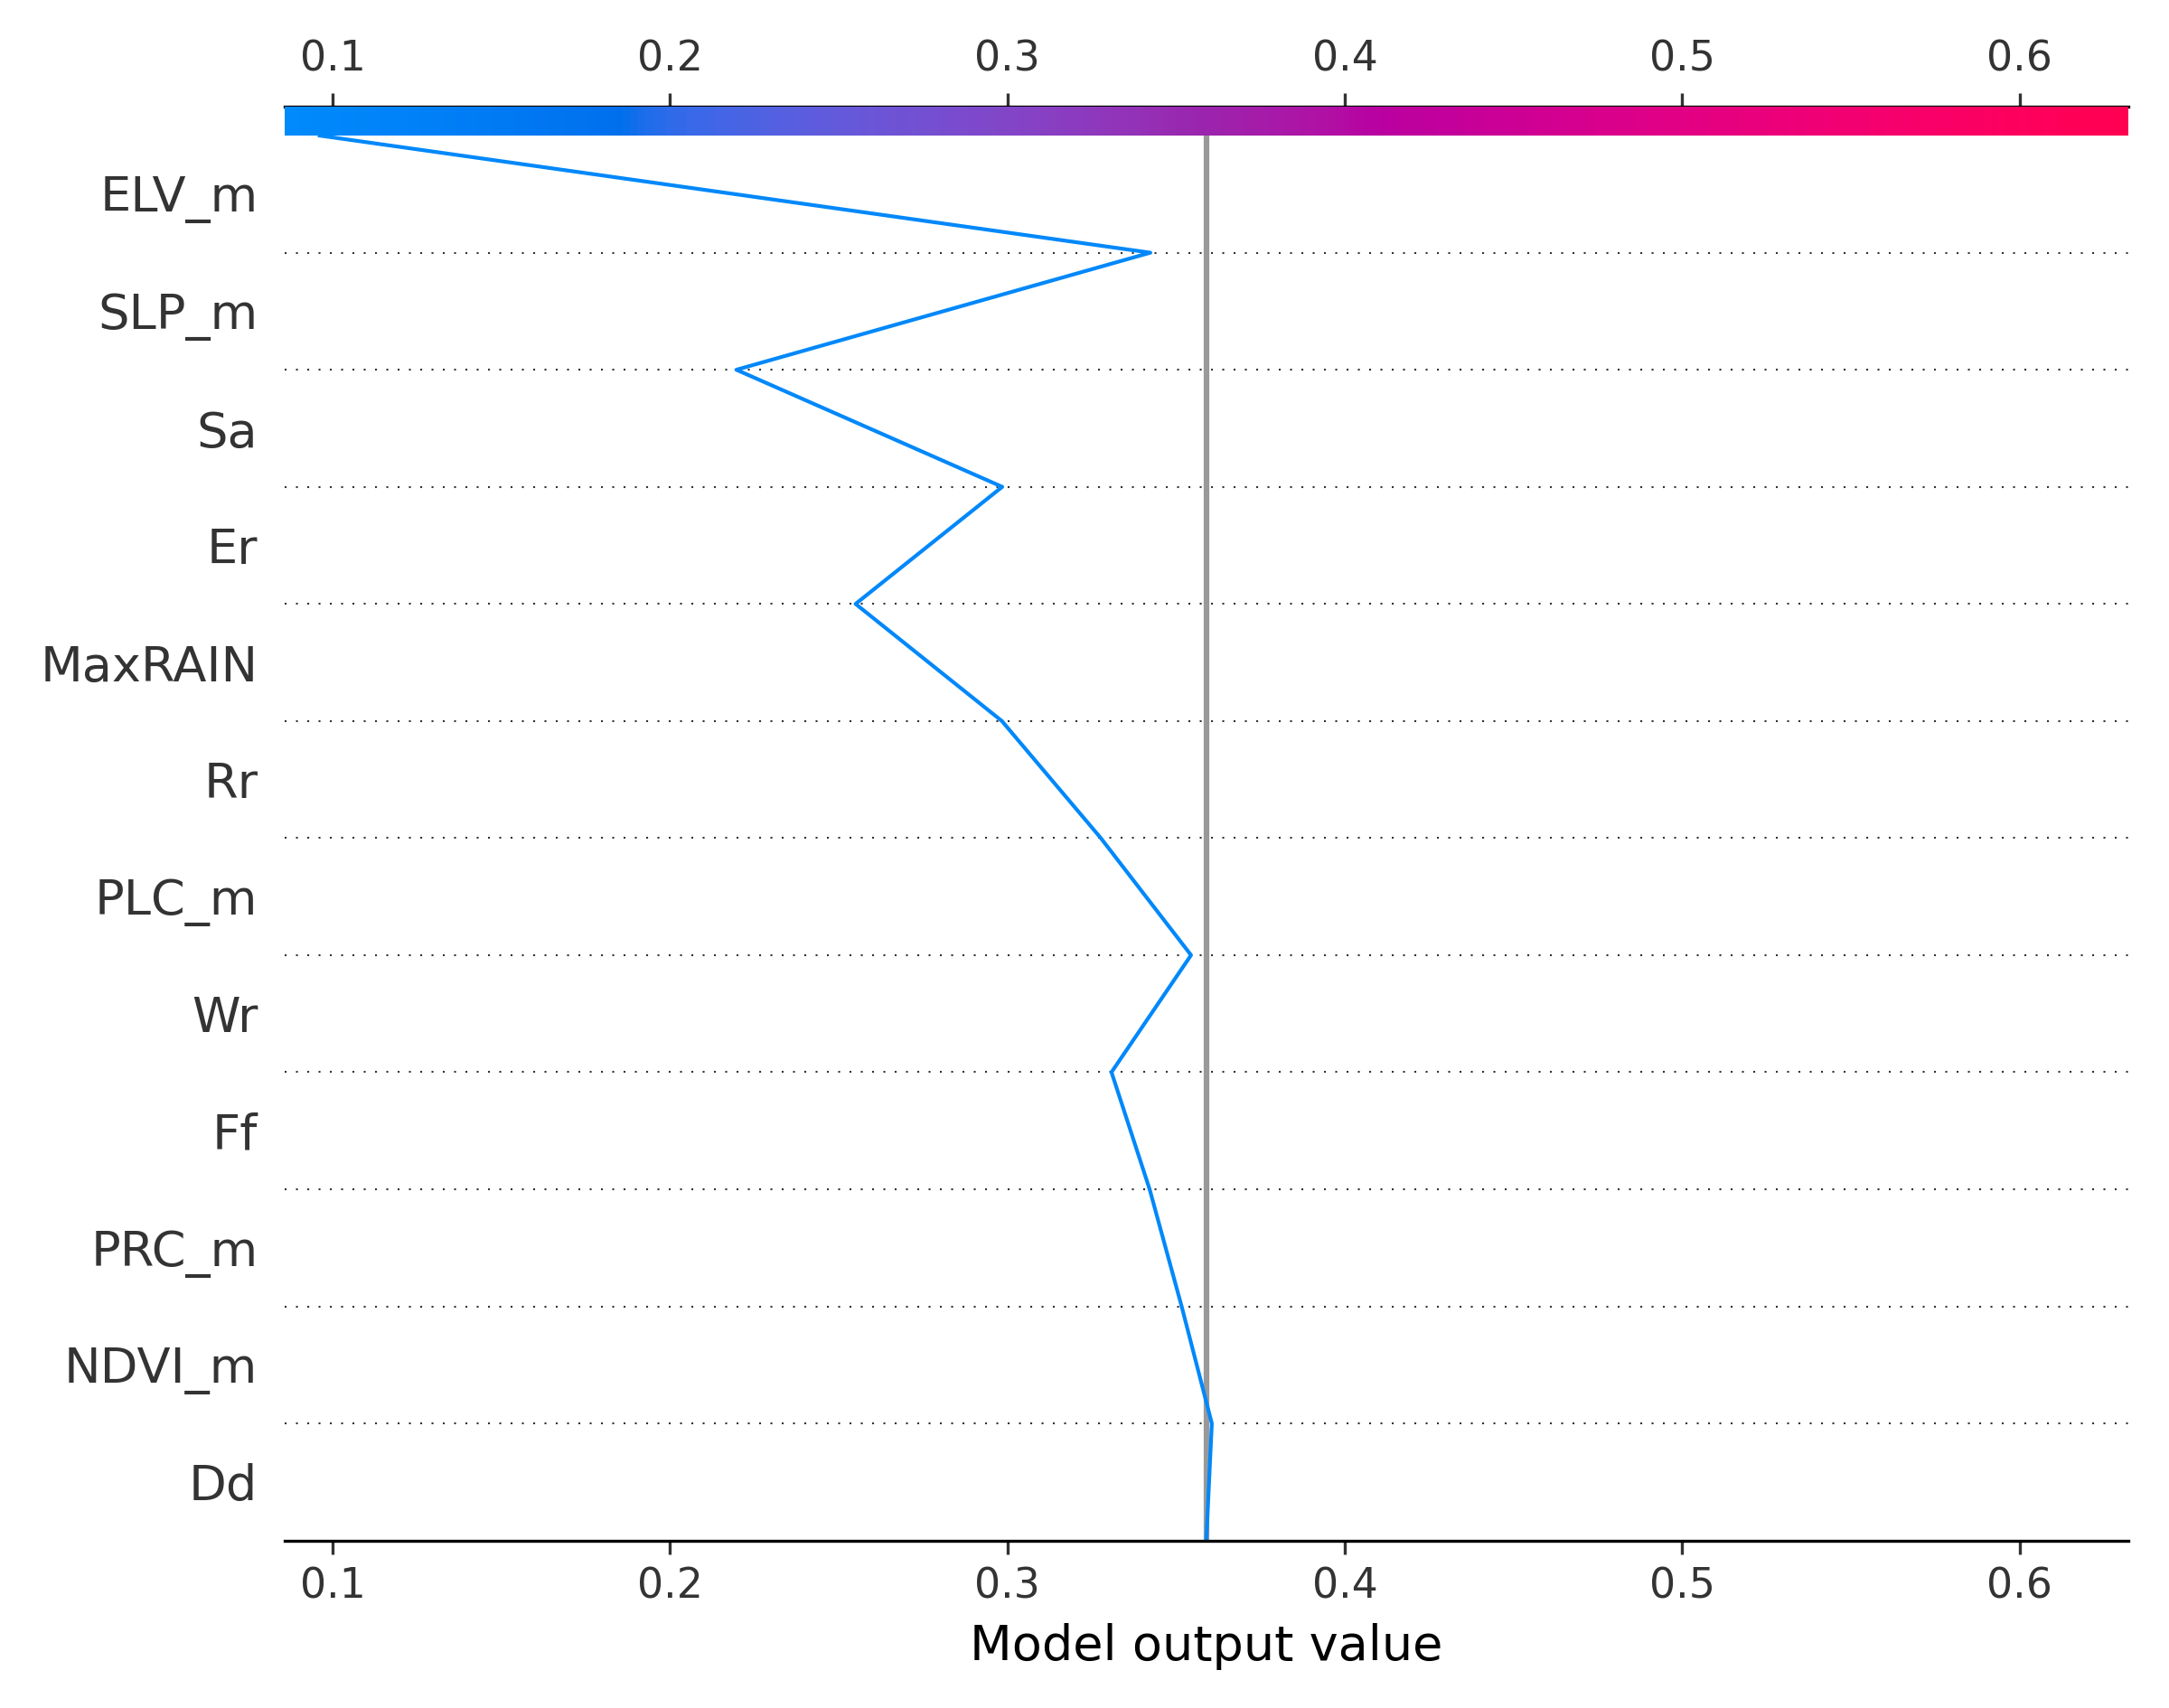 0.1 0.2 0.3 0.4 0.5 0.6
ELV_m
SLP_m
Sa
Er
MaxRAIN
Rr
PLC_m
Wr
Ff
PRC_m
NDVI_m
Dd
0.1 0.2 0.3 0.4 0.5 0.6
Model output value